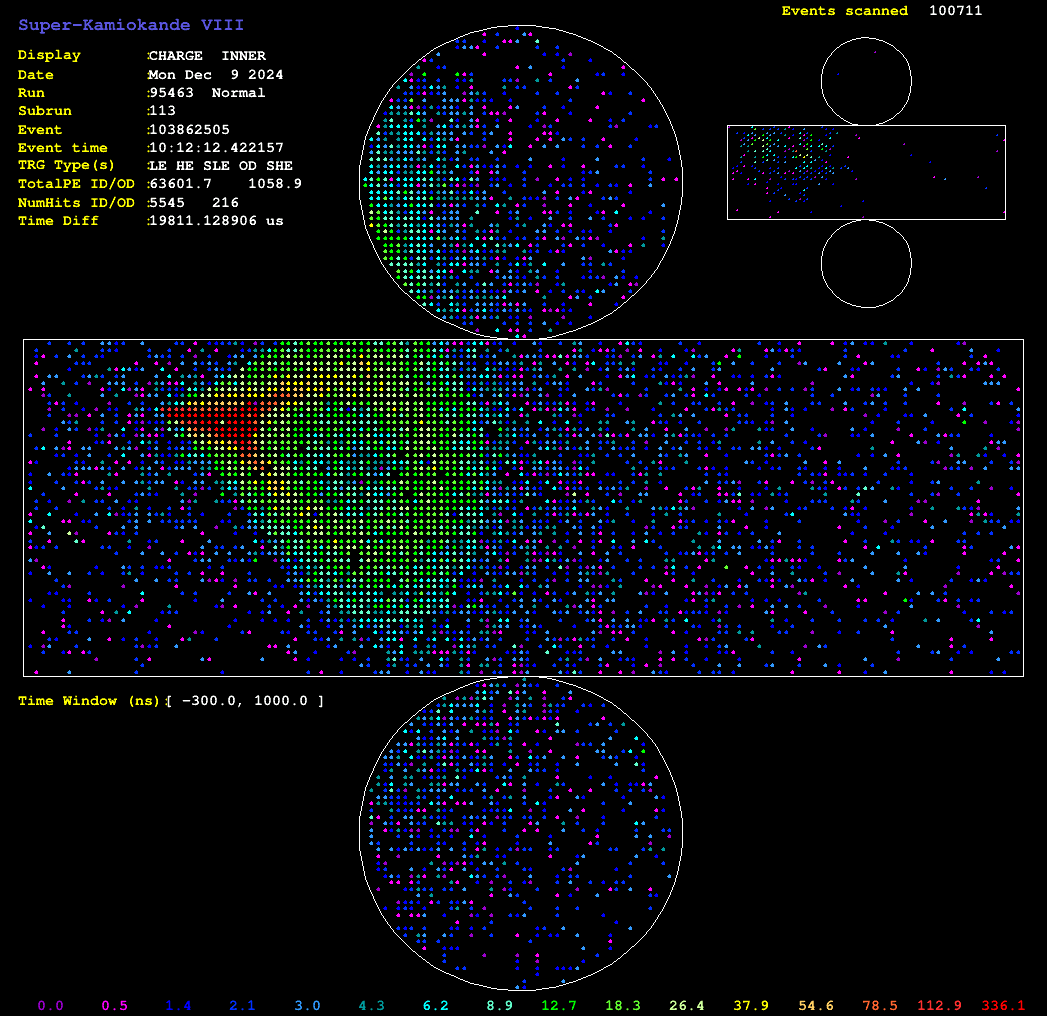 Super-Kamiokande VIII
Events scanned 100711
Display :CHARGE INNER
Date :Mon Dec 9 2024
Run :95463 Normal
Subrun :113
Event :103862505
Event time :10:12:12.422157
TRG Type(s) :LE HE SLE OD SHE
TotalPE ID/OD :63601.7 1058.9
NumHits ID/OD :5545 216
Time Diff :19811.128906 us
Time Window (ns):[ -300.0, 1000.0 ]
0.0 0.5 1.4 2.1 3.0 4.3 6.2 8.9 12.7 18.3 26.4 37.9 54.6 78.5 112.9 336.1